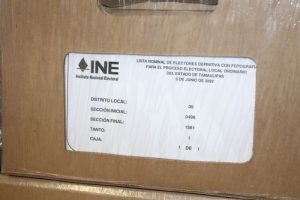 INE
Instituto Nacional Electoral
LISTA NOMINAL DE ELECTORES DEFINITIVA CON FOTOGRAFÍA
PARA EL PROCESO ELECTORAL LOCAL ORDINARIO
DEL ESTADO DE TAMAULIPAS
5 DE JUNIO DE 2022
DISTRITO LOCAL: 05
SECCIÓN INICIAL: 0498
SECCIÓN FINAL: 1581
TANTO: 1
CAJA: 1 DE 1